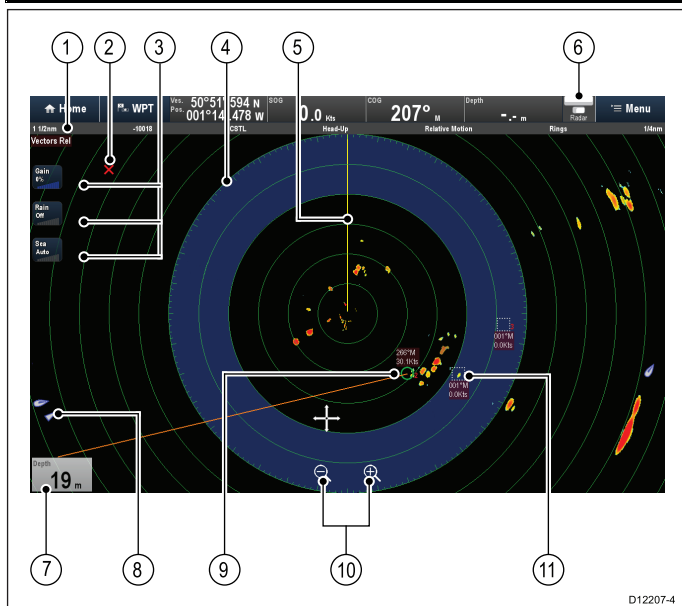 1 2 3 4 5 6
Home WPT Ves. Pos. 50°51'.594 N 001°14'.478 W SOG 0.0 Kts COG 207° M Depth -.- m Radar Menu
1 1/2nm -10018 CSTL Head-Up Relative Motion Rings 1/4nm
Vectors Rel
Gain
0%
Rain
Off
Sea
Auto
001°M
0.0Kts
266°M
30.1Kts
001°M
0.0Kts
Depth
19 m
7 8 9 10 11
D12207-4